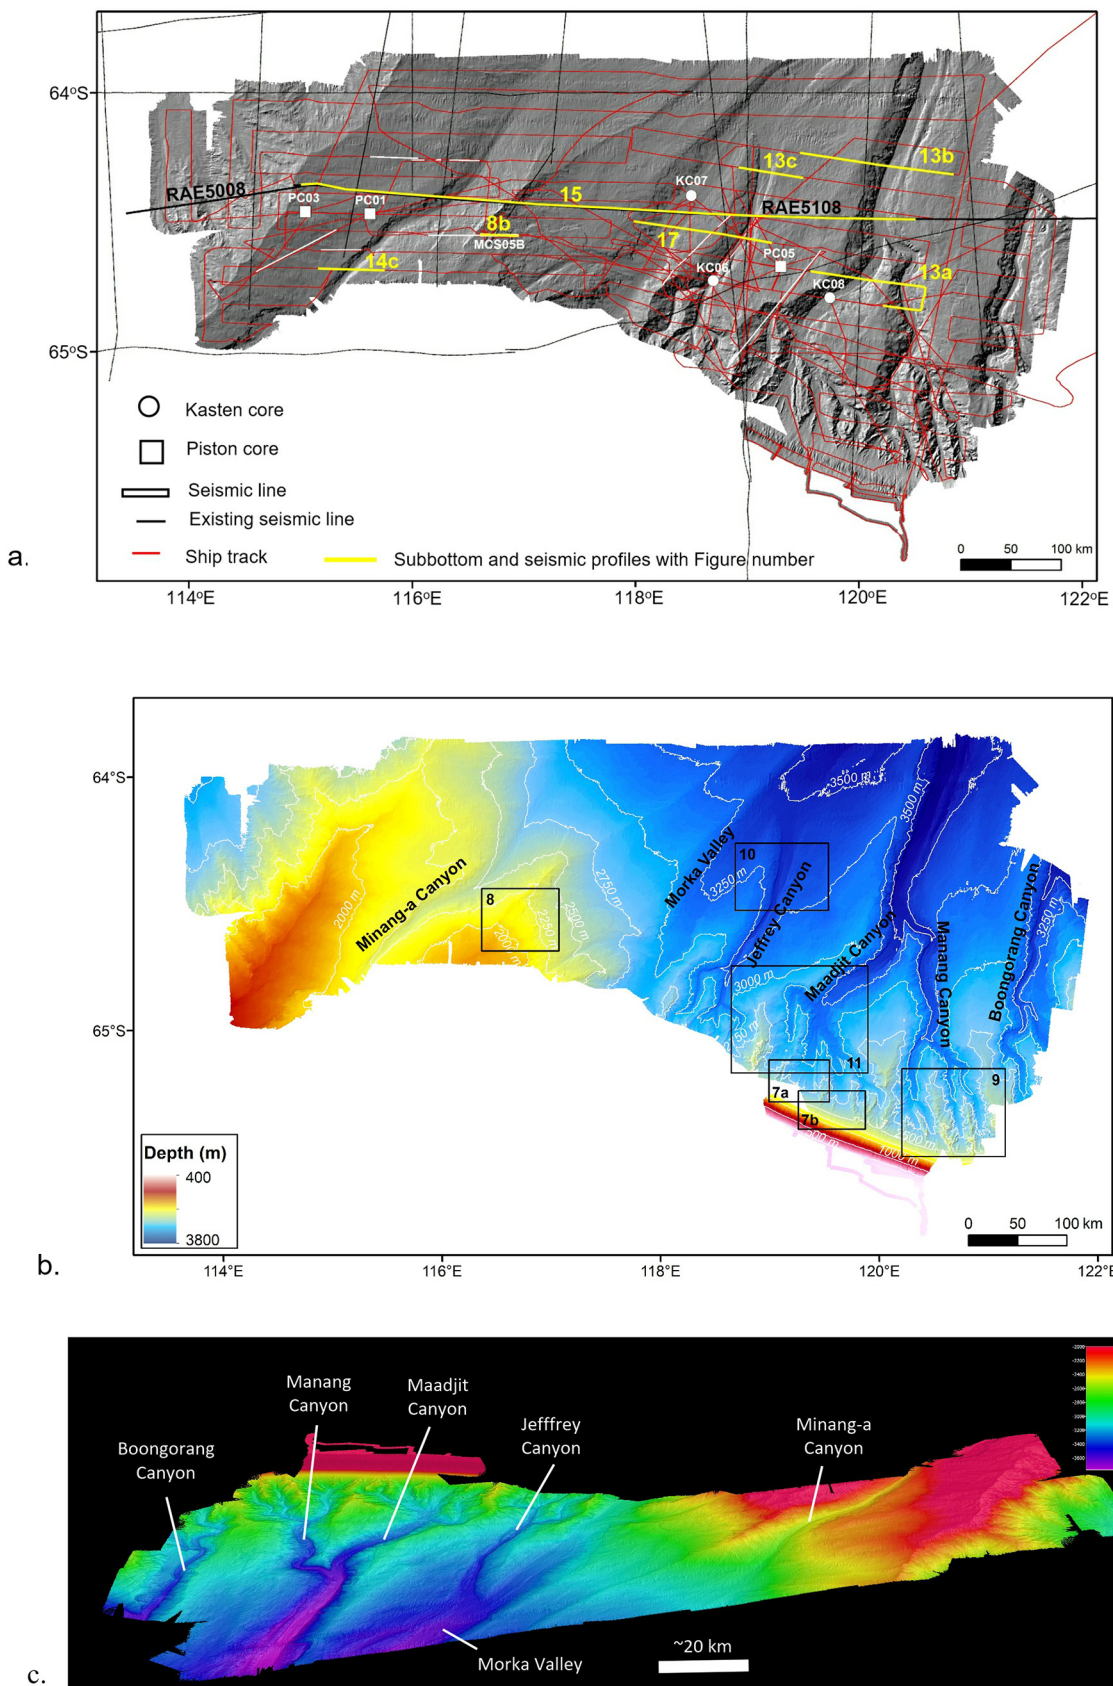 64°S
65°S
RAE5008
PC03
PC01
15
8b
MCS05B
14c
KC07
13c
13b
RAE5108
17
PC05
KC06
KC08
13a
Kasten core
Piston core
Seismic line
Existing seismic line
Ship track
Subbottom and seismic profiles with Figure number
0 50 100 km
a.
114°E 116°E 118°E 120°E 122°E
64°S
65°S
3500 m
3500 m
Morka Valley
10
3250 m
Jeffrey Canyon
Minang-a Canyon
2000 m
8
2750 m
2500 m
2250 m
2000 m
Maadjit Canyon
Manang Canyon
Boongorang Canyon
3250 m
3000 m
11
9
7a
7b
1000 m
Depth (m)
400
3800
0 50 100 km
b.
114°E 116°E 118°E 120°E 122°E
Manang
Canyon
Maadjit
Canyon
Jefffrey
Canyon
Minang-a
Canyon
Boongorang
Canyon
Morka Valley
~20 km
c.